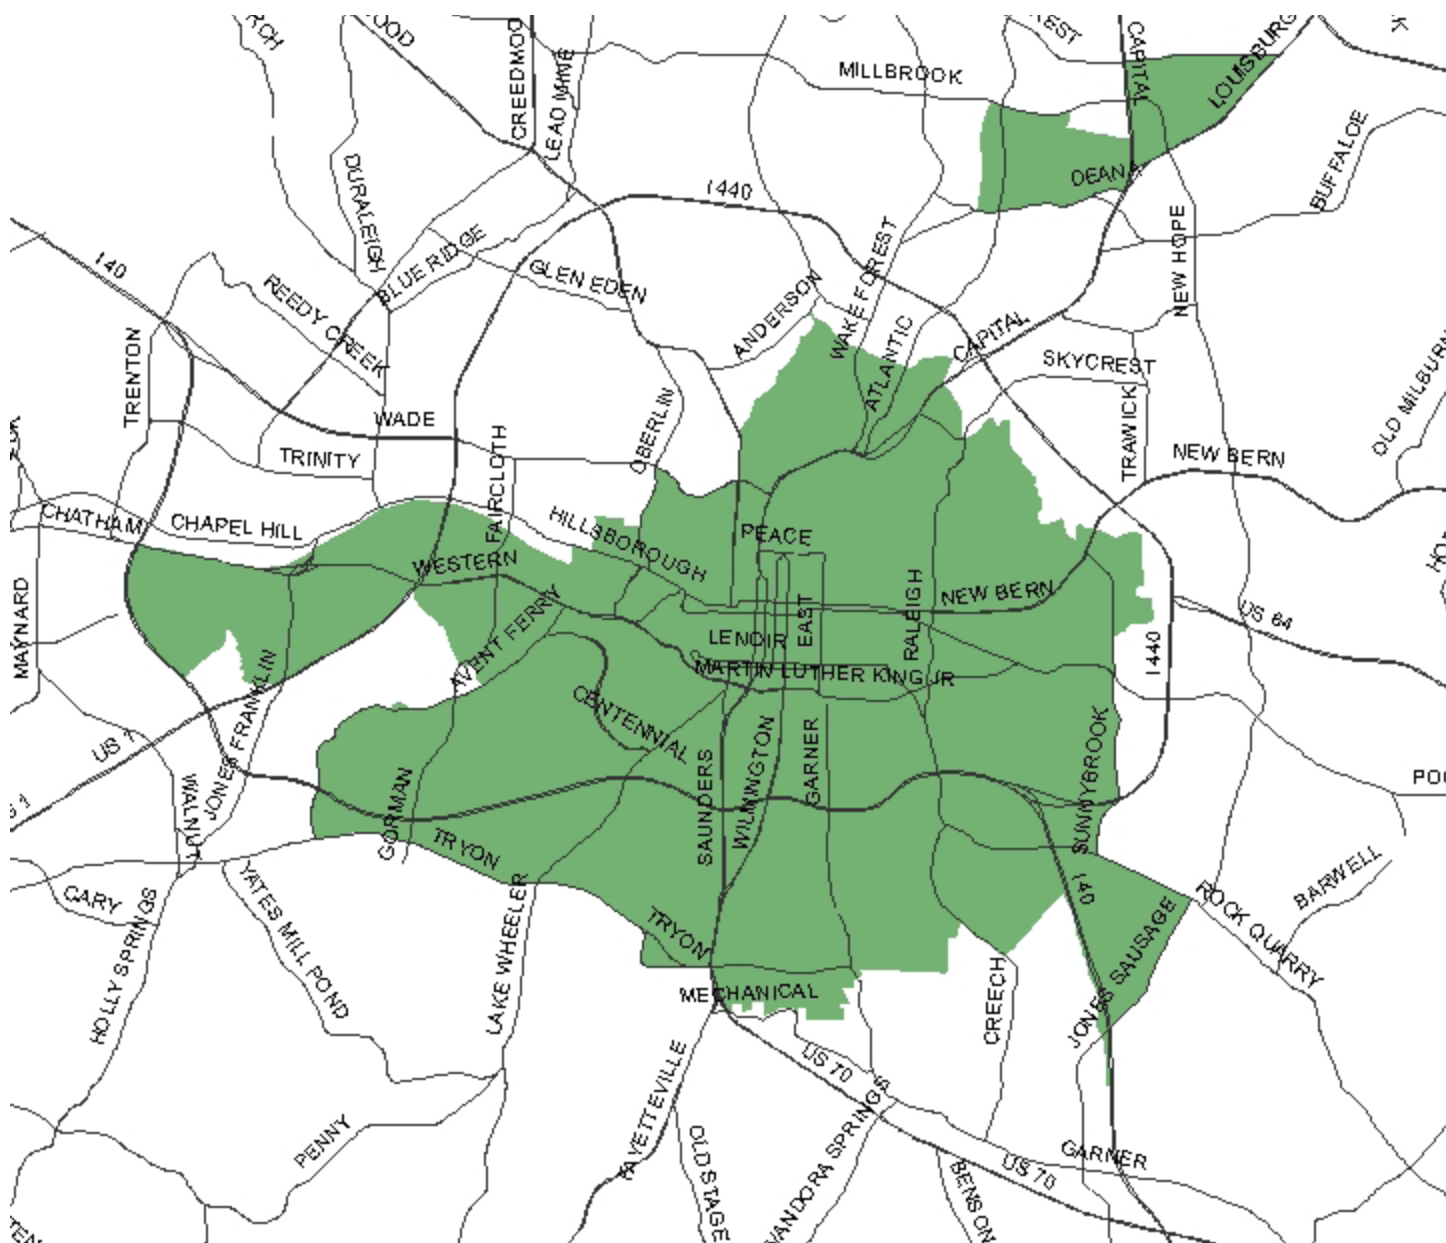 CREEDMOO
LEAD MINE
MILLBROOK
CAPITAL
LOUISBURG
BUFFALOE
DURALEIGH
1440
DEANA
NEW HOPE
140
BLUE RIDGE
GLEN EDEN
REEDY CREEK
ANDERSON
WAKE FOREST
ATLANTIC
CAPITAL
SKYCREST
TRENTON
WADE
OBERLIN
TRAWICK
OLD MILBURN
TRINITY
FAIRCLOTH
NEW BERN
CHATHAM
CHAPEL HILL
HILLSBOROUGH
PEACE
WESTERN
MAYNARD
AVENT FERRY
EAST
RALEIGH
NEW BERN
US 64
LENOIR
MARTIN LUTHER KING JR
1440
JONES FRANKLIN
CENTENNIAL
US 1
SAUNDERS
WILMINGTON
GARNER
SUNNYBROOK
WALNUT
GORMAN
TRYON
140
CARY
YATES MILL POND
HOLLY SPRINGS
LAKE WHEELER
TRYON
MECHANICAL
CREECH
JONES SAUSAGE
ROCK QUARRY
BARWELL
US 70
FAYETTEVILLE
PENNY
OLD STAGE
VANDORA SPRINGS
BENSON
US 70
GARNER